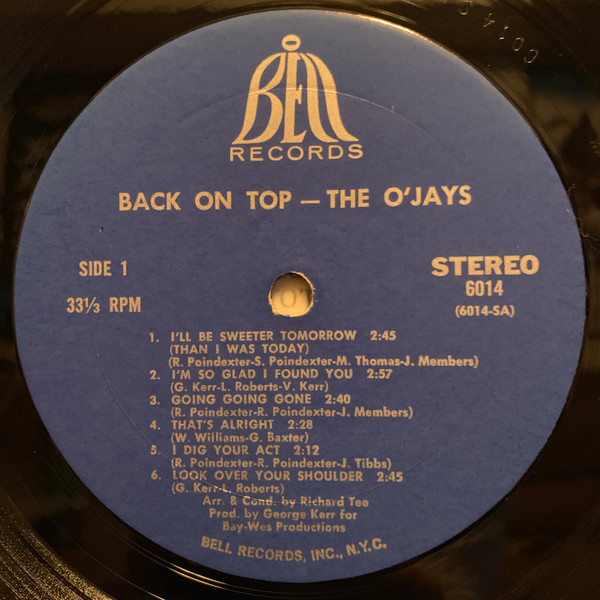 BELL
RECORDS
BACK ON TOP — THE O'JAYS
SIDE 1
33⅓ RPM
STEREO
6014
(6014-SA)
1. I'LL BE SWEETER TOMORROW 2:45
(THAN I WAS TODAY)
(R. Poindexter-S. Poindexter-M. Thomas-J. Members)
2. I'M SO GLAD I FOUND YOU 2:57
(G. Kerr-L. Roberts-V. Kerr)
3. GOING GOING GONE 2:40
(R. Poindexter-R. Poindexter-J. Members)
4. THAT'S ALRIGHT 2:28
(W. Williams-G. Baxter)
5. I DIG YOUR ACT 2:12
(R. Poindexter-R. Poindexter-J. Tibbs)
6. LOOK OVER YOUR SHOULDER 2:45
(G. Kerr-L. Roberts)
Arr. & Cond. by Richard Tee
Prod. by George Kerr for
Bay-Wes Productions
BELL RECORDS, INC., N.Y.C.